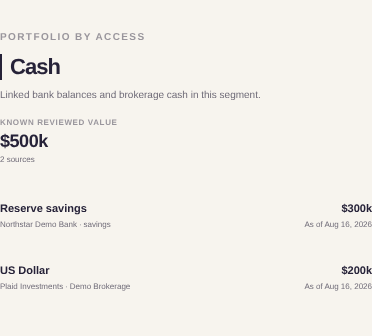 PORTFOLIO BY ACCESS
Cash
Linked bank balances and brokerage cash in this segment.
KNOWN REVIEWED VALUE
$500k
2 sources
Reserve savings $300k
Northstar Demo Bank · savings As of Aug 16, 2026
US Dollar $200k
Plaid Investments · Demo Brokerage As of Aug 16, 2026